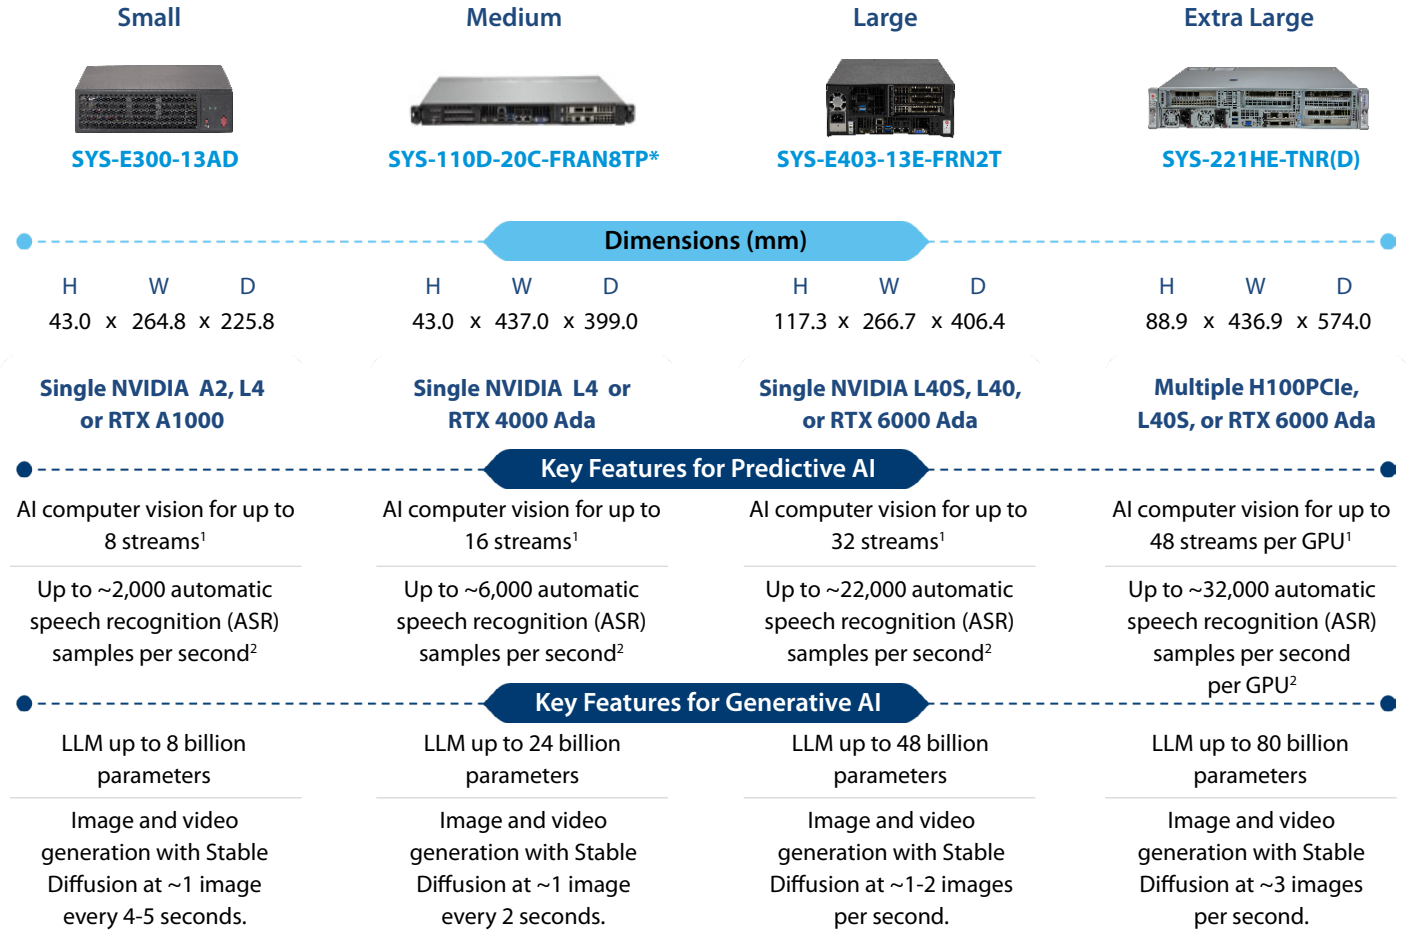 Small
Medium
Large
Extra Large
SYS-E300-13AD
SYS-110D-20C-FRAN8TP*
SYS-E403-13E-FRN2T
SYS-221HE-TNR(D)
Dimensions (mm)
H W D
43.0 x 264.8 x 225.8
H W D
43.0 x 437.0 x 399.0
H W D
117.3 x 266.7 x 406.4
H W D
88.9 x 436.9 x 574.0
Single NVIDIA A2, L4
or RTX A1000
Single NVIDIA L4 or
RTX 4000 Ada
Single NVIDIA L40S, L40,
or RTX 6000 Ada
Multiple H100PCIe,
L40S, or RTX 6000 Ada
Key Features for Predictive AI
AI computer vision for up to
8 streams¹
AI computer vision for up to
16 streams¹
AI computer vision for up to
32 streams¹
AI computer vision for up to
48 streams per GPU¹
Up to ~2,000 automatic
speech recognition (ASR)
samples per second²
Up to ~6,000 automatic
speech recognition (ASR)
samples per second²
Up to ~22,000 automatic
speech recognition (ASR)
samples per second²
Up to ~32,000 automatic
speech recognition (ASR)
samples per second
per GPU²
Key Features for Generative AI
LLM up to 8 billion
parameters
LLM up to 24 billion
parameters
LLM up to 48 billion
parameters
LLM up to 80 billion
parameters
Image and video
generation with Stable
Diffusion at ~1 image
every 4-5 seconds.
Image and video
generation with Stable
Diffusion at ~1 image
every 2 seconds.
Image and video
generation with Stable
Diffusion at ~1-2 images
per second.
Image and video
generation with Stable
Diffusion at ~3 images
per second.